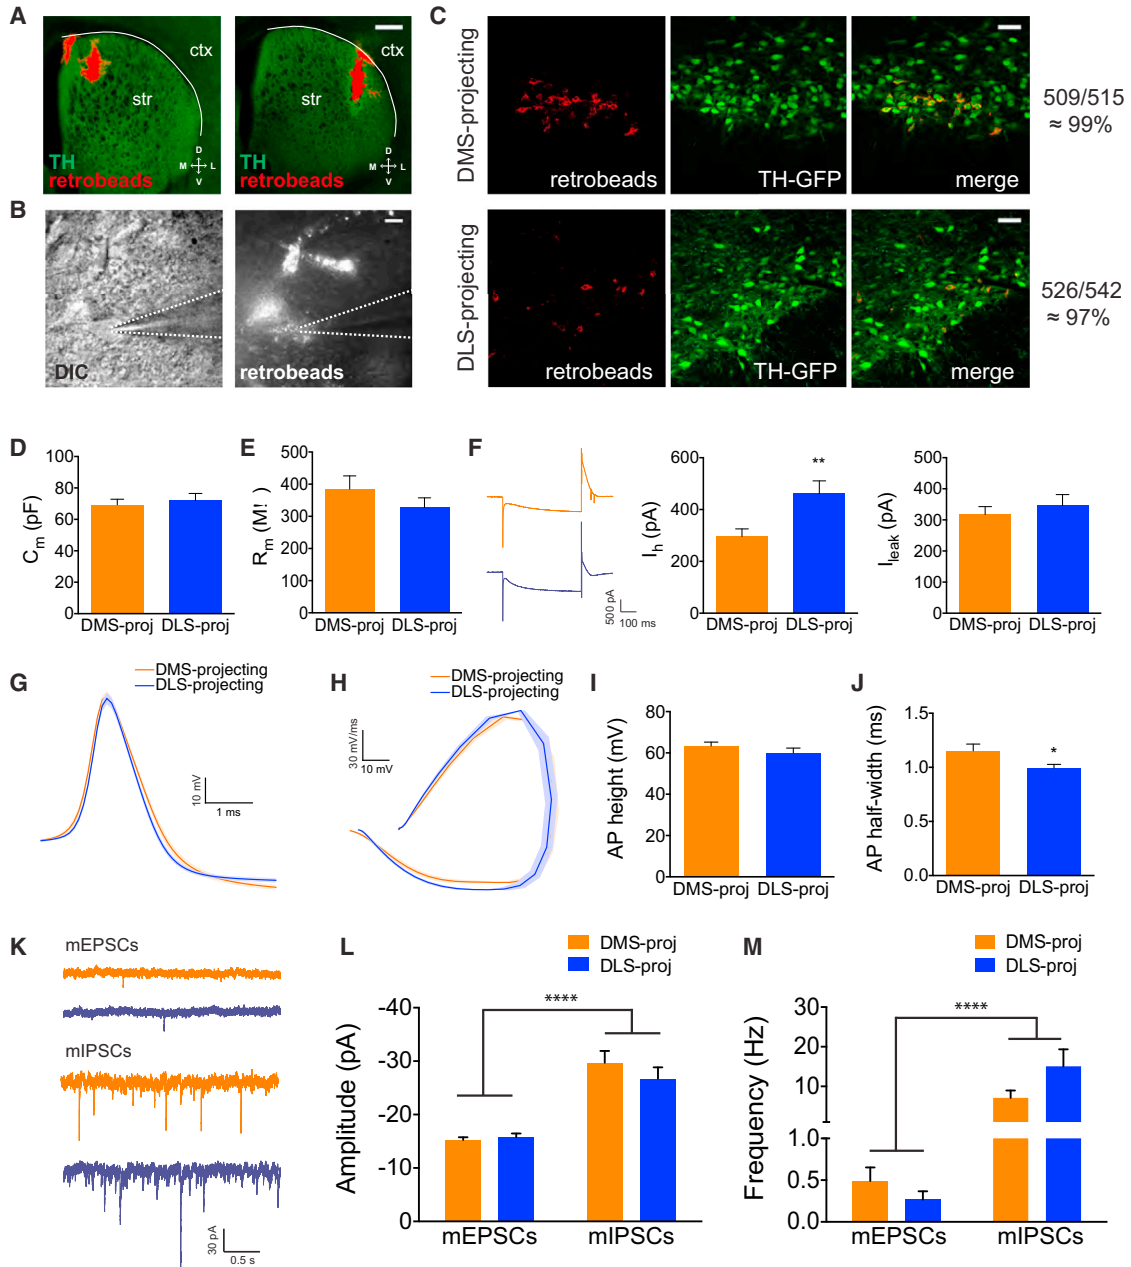 A
ctx
str
TH
retrobeads
D
M
L
V
ctx
str
TH
retrobeads
D
M
L
V
B
DIC
retrobeads
C
DMS-projecting
retrobeads
TH-GFP
merge
509/515
≈ 99%
DLS-projecting
retrobeads
TH-GFP
merge
526/542
≈ 97%
D
Cm (pF)
100
80
60
40
20
0
DMS-proj DLS-proj
E
Rm (M!
500
400
300
200
100
0
DMS-proj DLS-proj
F
500 pA
100 ms
Ih (pA)
600
400
200
0
DMS-proj DLS-proj
**
Ileak (pA)
500
400
300
200
100
0
DMS-proj DLS-proj
G
DMS-projecting
DLS-projecting
10 mV
1 ms
H
DMS-projecting
DLS-projecting
30 mV/ms
10 mV
I
AP height (mV)
80
60
40
20
0
DMS-proj DLS-proj
J
AP half-width (ms)
1.5
1.0
0.5
0.0
*
DMS-proj DLS-proj
K
mEPSCs
mIPSCs
30 pA
0.5 s
L
DMS-proj
DLS-proj
Amplitude (pA)
-40
-30
-20
-10
0
****
mEPSCs mIPSCs
M
DMS-proj
DLS-proj
Frequency (Hz)
30
20
10
1.0
0.5
0.0
****
mEPSCs mIPSCs